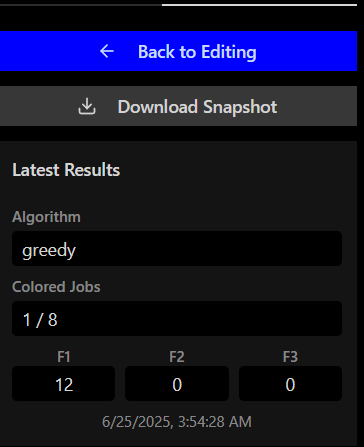 Back to Editing
Download Snapshot
Latest Results
Algorithm
greedy
Colored Jobs
1 / 8
F1 F2 F3
12 0 0
6/25/2025, 3:54:28 AM